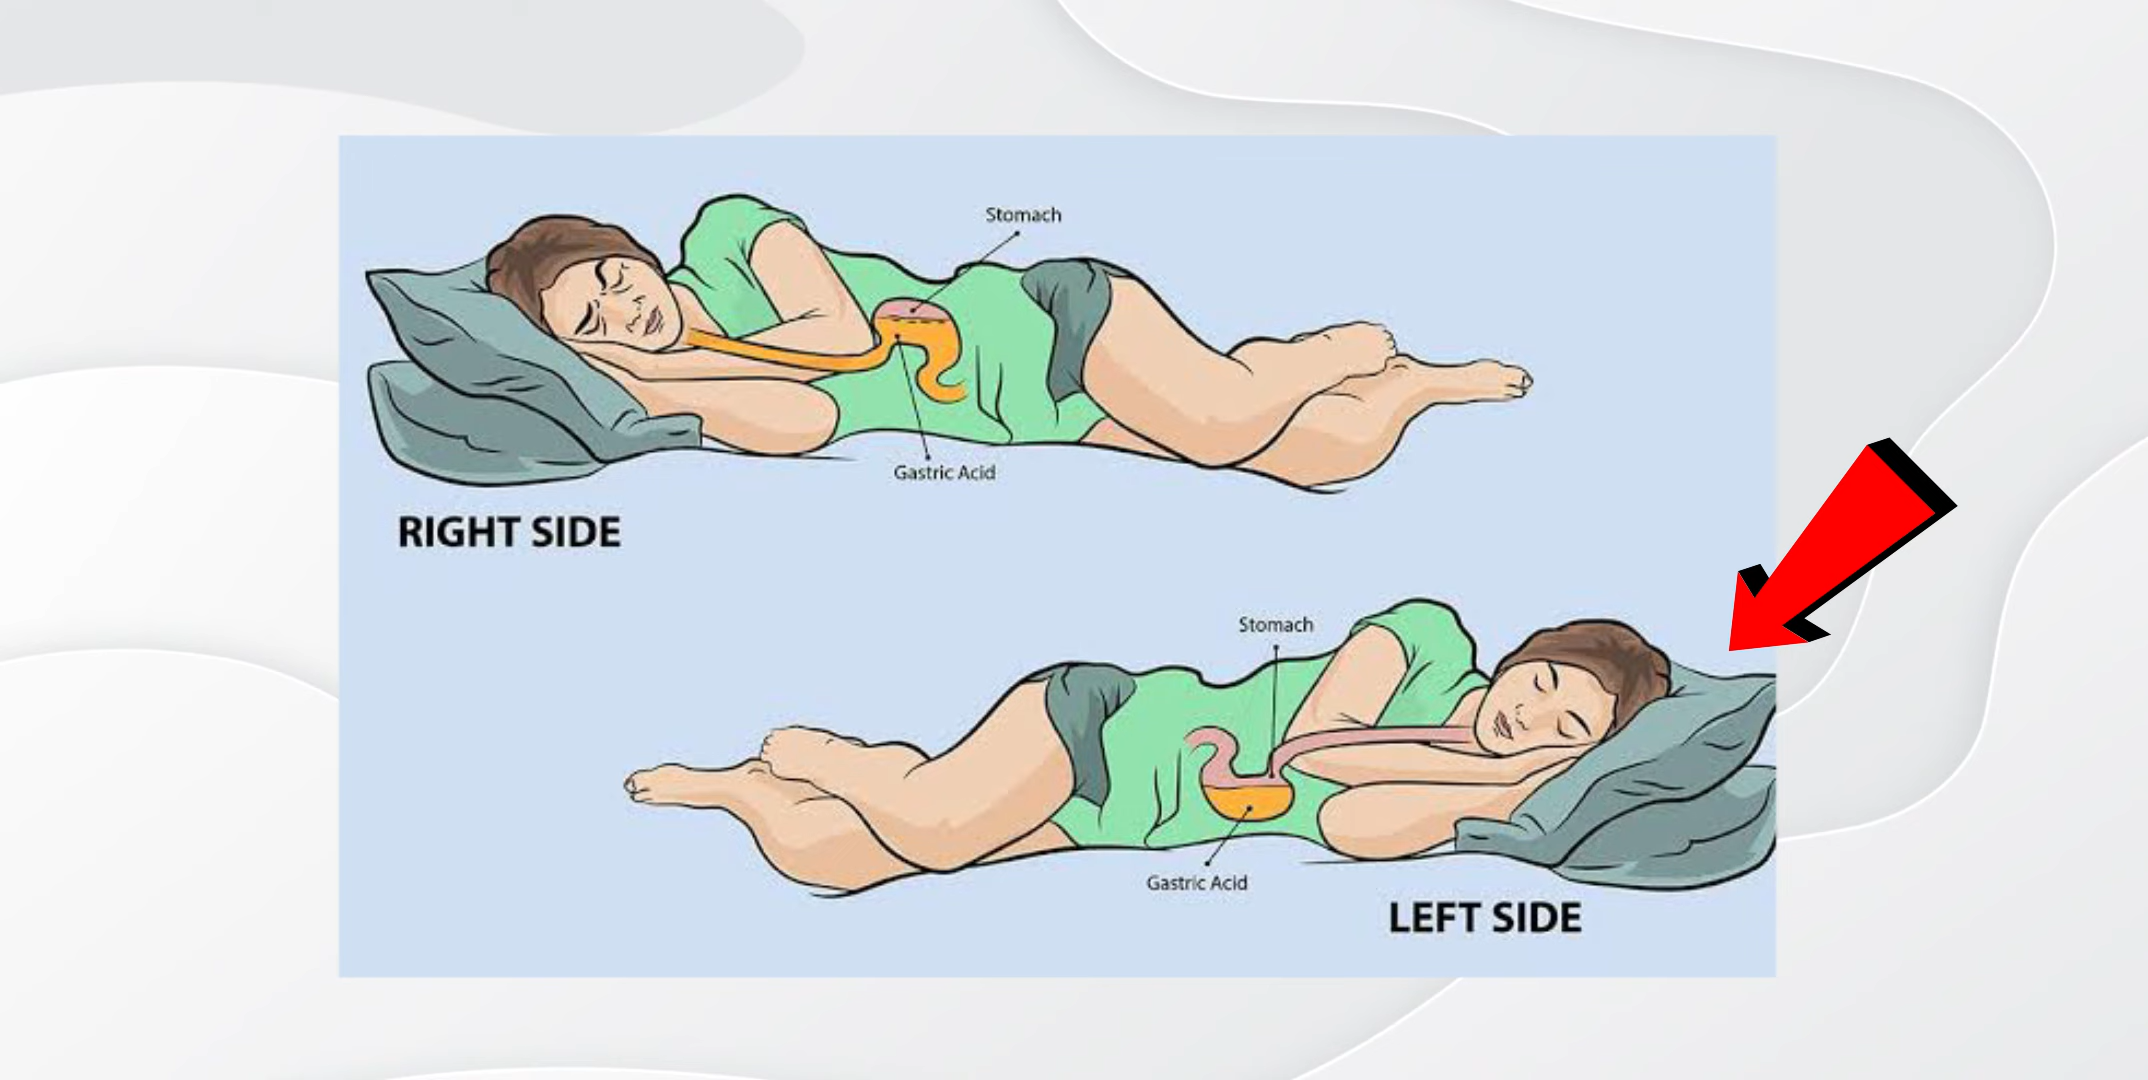 Stomach
Gastric Acid
RIGHT SIDE
Stomach
Gastric Acid
LEFT SIDE